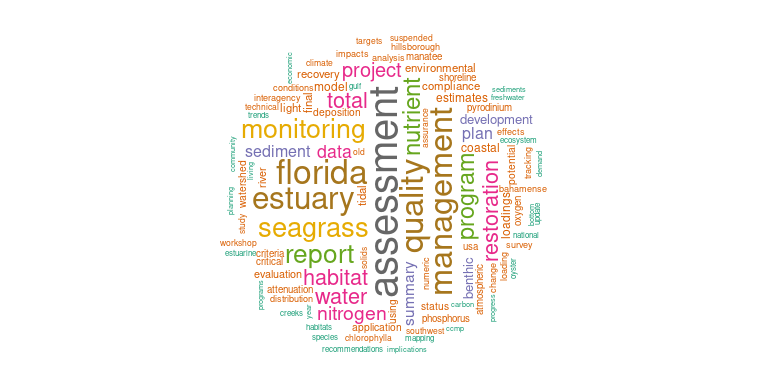 targets
suspended
hillsborough
economic
impacts
analysis
manatee
climate
recovery
project
environmental
shoreline
conditions
model
gulf
nutrient
compliance
sediments
interagency
final
total
estimates
freshwater
technical
light
deposition
pyrodinium
trends
monitoring
assessment
assurance
management
development
plan
effects
ecosystem
community
sediment
data
old
quality
coastal
potential
tracking
demand
watershed
living
river
florida
program
restoration
bahamense
planning
estuary
tidal
loadings
oxygen
bottom
update
study
seagrass
national
workshop
usa
survey
estuarine
criteria
report
solids
critical
summary
numeric
benthic
atmospheric
change
loading
oyster
evaluation
habitat
programs
attenuation
distribution
water
using
status
carbon
progress
creeks
year
nitrogen
phosphorus
habitats
application
southwest
ccmp
species
chlorophylla
mapping
recommendations
implications